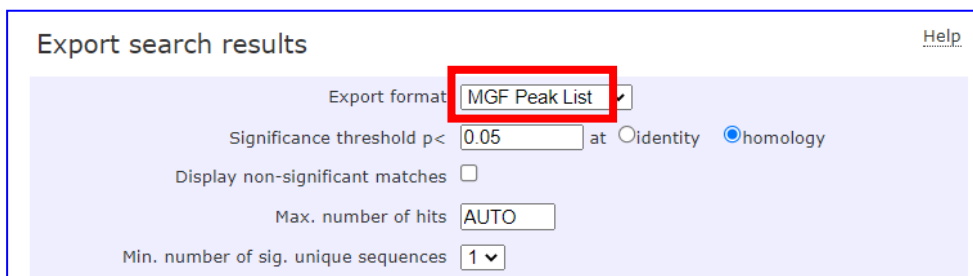 Export search results Help
Export format MGF Peak List
Significance threshold p< 0.05 at identity homology
Display non-significant matches
Max. number of hits AUTO
Min. number of sig. unique sequences 1